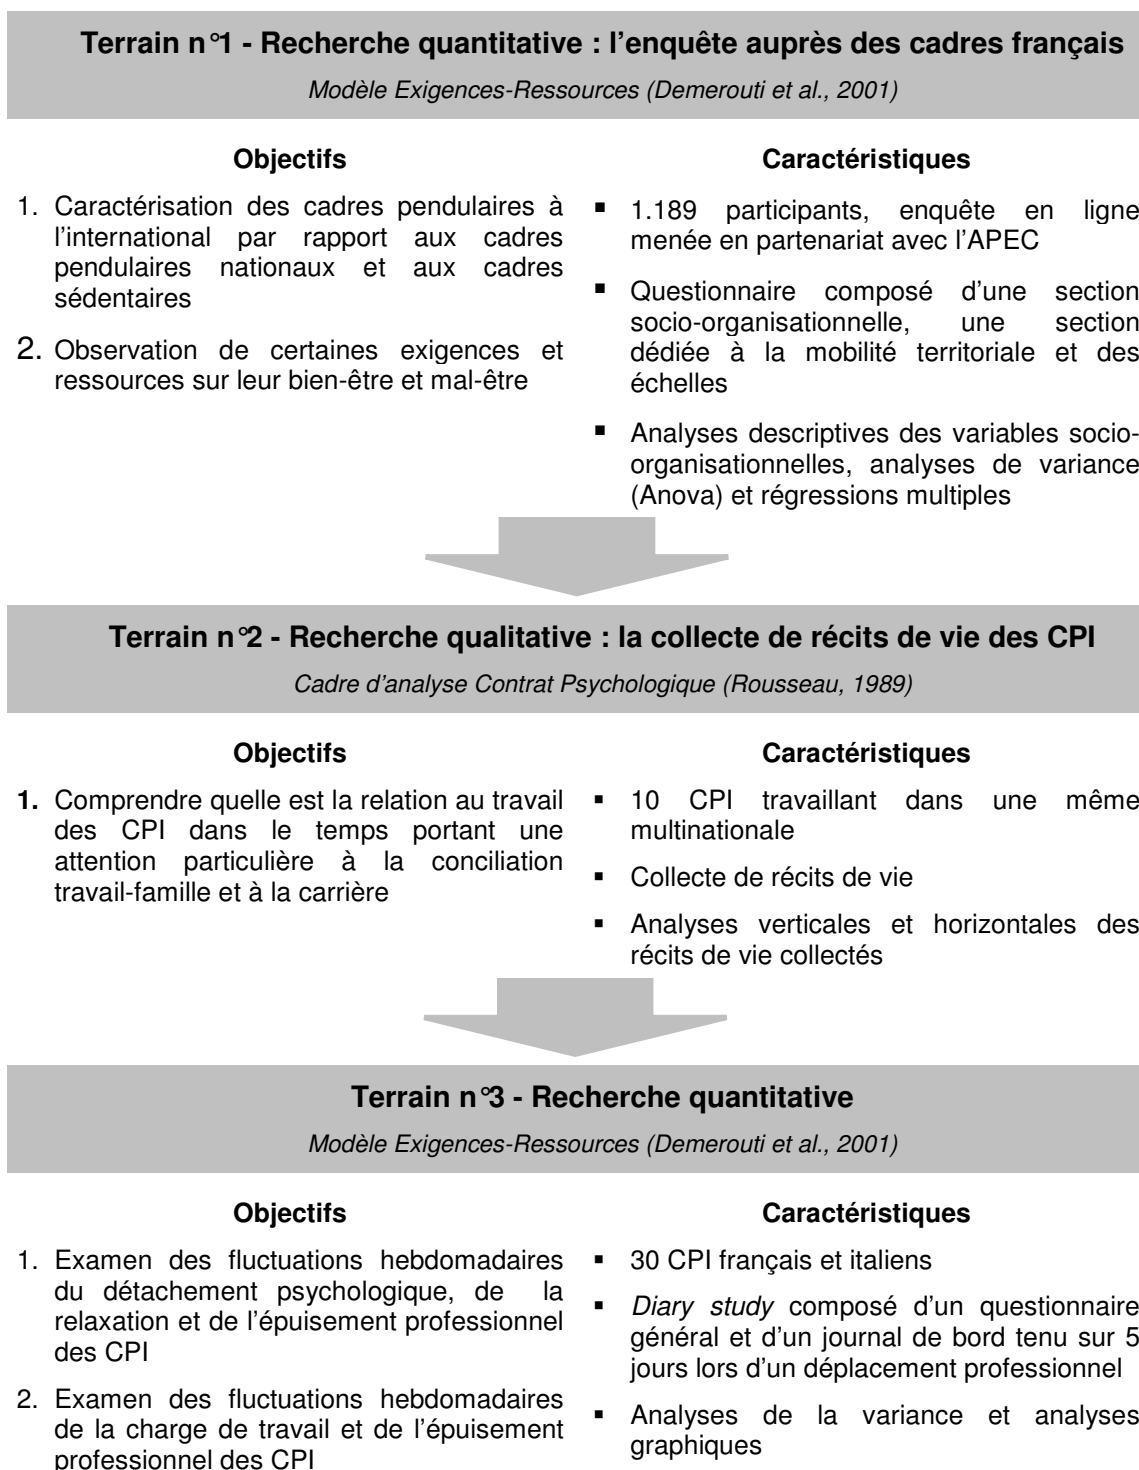 Terrain n°1 - Recherche quantitative : l'enquête auprès des cadres français
Modèle Exigences-Ressources (Demerouti et al., 2001)
Objectifs
1. Caractérisation des cadres pendulaires à
l'international par rapport aux cadres
pendulaires nationaux et aux cadres
sédentaires
2. Observation de certaines exigences et
ressources sur leur bien-être et mal-être
Caractéristiques
▪ 1.189 participants, enquête en ligne
menée en partenariat avec l'APEC
▪ Questionnaire composé d'une section
socio-organisationnelle, une section
dédiée à la mobilité territoriale et des
échelles
▪ Analyses descriptives des variables socio-
organisationnelles, analyses de variance
(Anova) et régressions multiples
Terrain n°2 - Recherche qualitative : la collecte de récits de vie des CPI
Cadre d'analyse Contrat Psychologique (Rousseau, 1989)
Objectifs
1. Comprendre quelle est la relation au travail
des CPI dans le temps portant une
attention particulière à la conciliation
travail-famille et à la carrière
Caractéristiques
▪ 10 CPI travaillant dans une même
multinationale
▪ Collecte de récits de vie
▪ Analyses verticales et horizontales des
récits de vie collectés
Terrain n°3 - Recherche quantitative
Modèle Exigences-Ressources (Demerouti et al., 2001)
Objectifs
1. Examen des fluctuations hebdomadaires
du détachement psychologique, de la
relaxation et de l'épuisement professionnel
des CPI
2. Examen des fluctuations hebdomadaires
de la charge de travail et de l'épuisement
professionnel des CPI
Caractéristiques
▪ 30 CPI français et italiens
▪ Diary study composé d'un questionnaire
général et d'un journal de bord tenu sur 5
jours lors d'un déplacement professionnel
▪ Analyses de la variance et analyses
graphiques